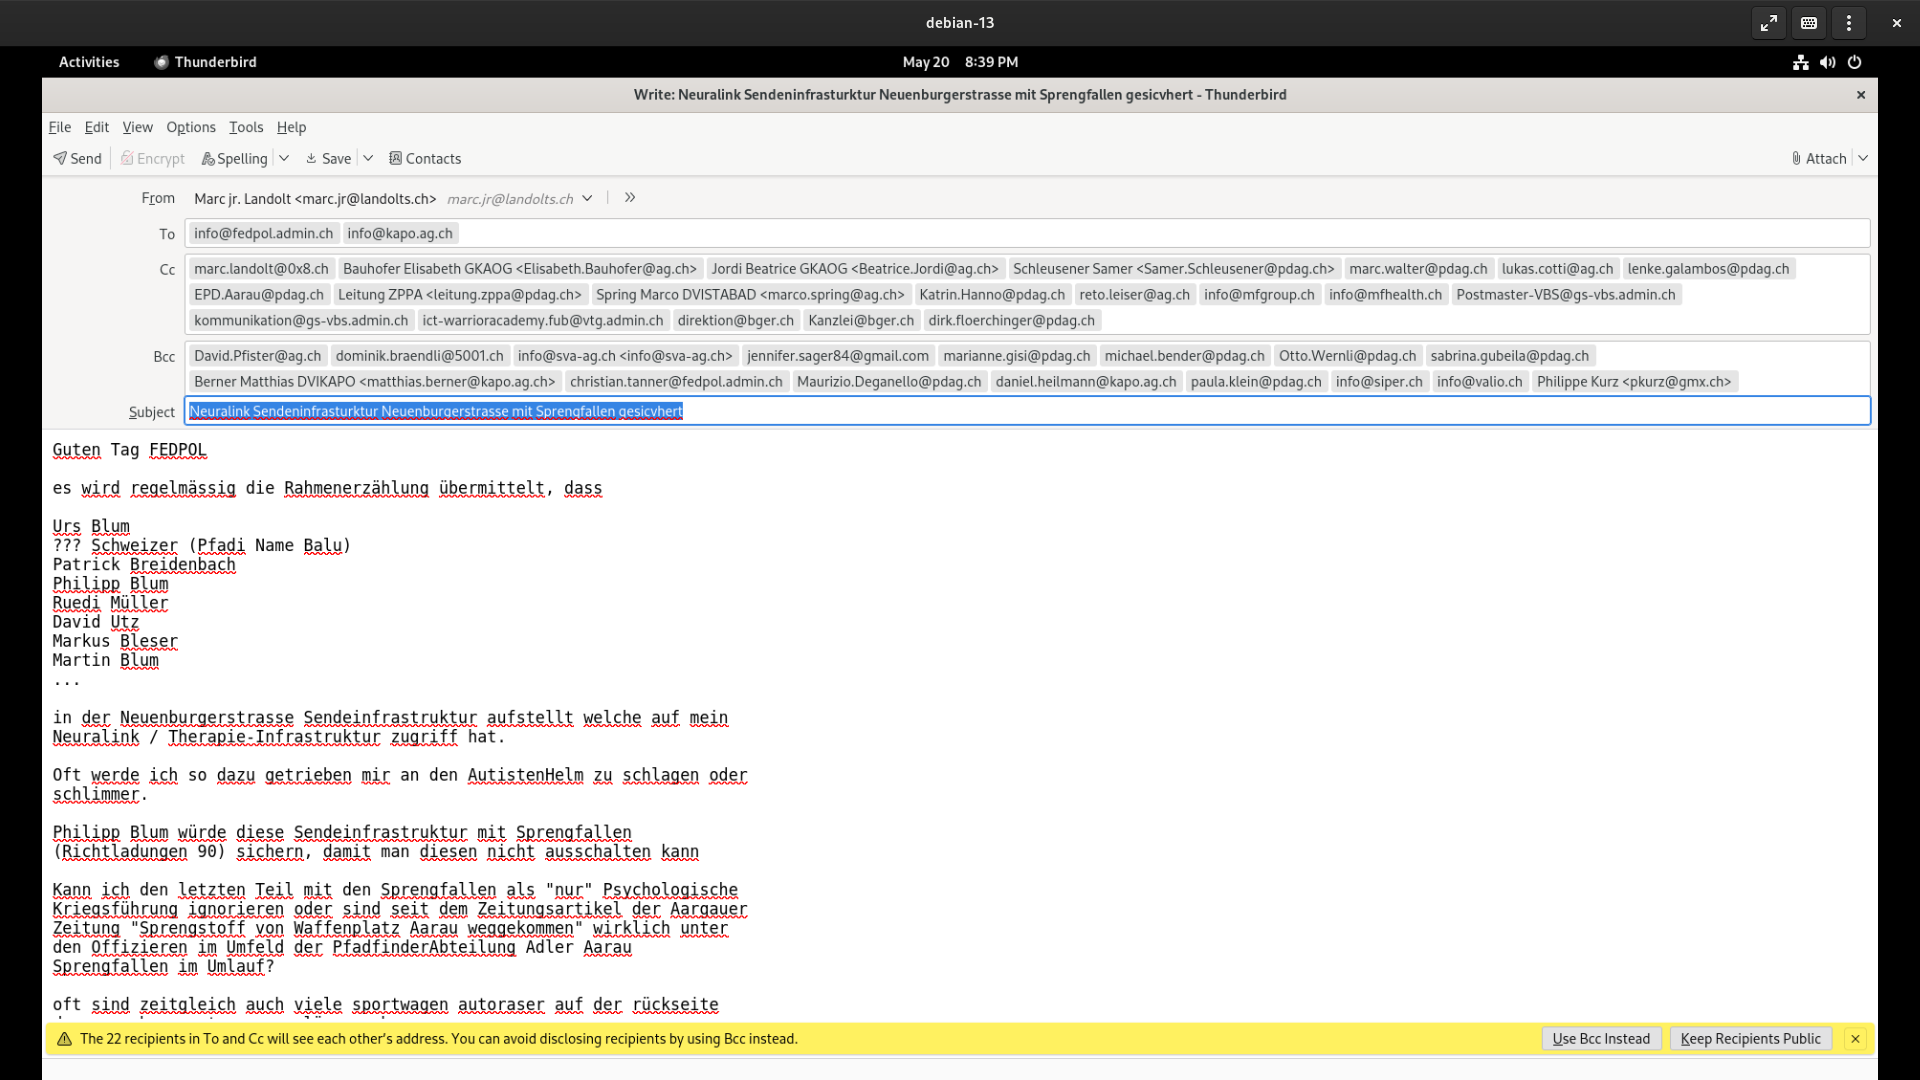 debian-13
Activities Thunderbird May 20 8:39 PM
Write: Neuralink Sendeninfrasturktur Neuenburgerstrasse mit Sprengfallen gesicvhert - Thunderbird
File Edit View Options Tools Help
Send Encrypt Spelling Save Contacts Attach
From Marc jr. Landolt <marc.jr@landolts.ch> marc.jr@landolts.ch
To info@fedpol.admin.ch info@kapo.ag.ch
Cc marc.landolt@0x8.ch Bauhofer Elisabeth GKAOG <Elisabeth.Bauhofer@ag.ch> Jordi Beatrice GKAOG <Beatrice.Jordi@ag.ch> Schleusener Samer <Samer.Schleusener@pdag.ch> marc.walter@pdag.ch lukas.cotti@ag.ch lenke.galambos@pdag.ch
EPD.Aarau@pdag.ch Leitung ZPPA <leitung.zppa@pdag.ch> Spring Marco DVISTABAD <marco.spring@ag.ch> Katrin.Hanno@pdag.ch reto.leiser@ag.ch info@mfgroup.ch info@mfhealth.ch Postmaster-VBS@gs-vbs.admin.ch
kommunikation@gs-vbs.admin.ch ict-warrioracademy.fub@vtg.admin.ch direktion@bger.ch Kanzlei@bger.ch dirk.floerchinger@pdag.ch
Bcc David.Pfister@ag.ch dominik.braendli@5001.ch info@sva-ag.ch <info@sva-ag.ch> jennifer.sager84@gmail.com marianne.gisi@pdag.ch michael.bender@pdag.ch Otto.Wernli@pdag.ch sabrina.gubeila@pdag.ch
Berner Matthias DVIKAPO <matthias.berner@kapo.ag.ch> christian.tanner@fedpol.admin.ch Maurizio.Deganello@pdag.ch daniel.heilmann@kapo.ag.ch paula.klein@pdag.ch info@siper.ch info@valio.ch Philippe Kurz <pkurz@gmx.ch>
Subject Neuralink Sendeninfrasturktur Neuenburgerstrasse mit Sprengfallen gesicvhert
Guten Tag FEDPOL
es wird regelmässig die Rahmenerzählung übermittelt, dass
Urs Blum
??? Schweizer (Pfadi Name Balu)
Patrick Breidenbach
Philipp Blum
Ruedi Müller
David Utz
Markus Bleser
Martin Blum
...
in der Neuenburgerstrasse Sendeinfrastruktur aufstellt welche auf mein
Neuralink / Therapie-Infrastruktur zugriff hat.
Oft werde ich so dazu getrieben mir an den AutistenHelm zu schlagen oder
schlimmer.
Philipp Blum würde diese Sendeinfrastruktur mit Sprengfallen
(Richtladungen 90) sichern, damit man diesen nicht ausschalten kann
Kann ich den letzten Teil mit den Sprengfallen als "nur" Psychologische
Kriegsführung ignorieren oder sind seit dem Zeitungsartikel der Aargauer
Zeitung "Sprengstoff von Waffenplatz Aarau weggekommen" wirklich unter
den Offizieren im Umfeld der PfadfinderAbteilung Adler Aarau
Sprengfallen im Umlauf?
oft sind zeitgleich auch viele sportwagen autoraser auf der rückseite
The 22 recipients in To and Cc will see each other's address. You can avoid disclosing recipients by using Bcc instead. Use Bcc Instead Keep Recipients Public